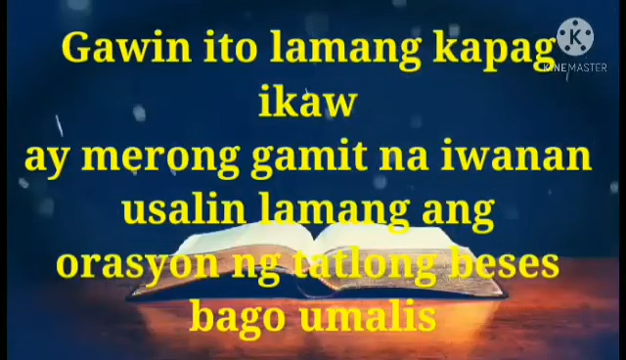 Gawin ito lamang kapag
ikaw
ay merong gamit na iwanan
usalin lamang ang
orasyon ng tatlong beses
bago umalis
KINEMASTER